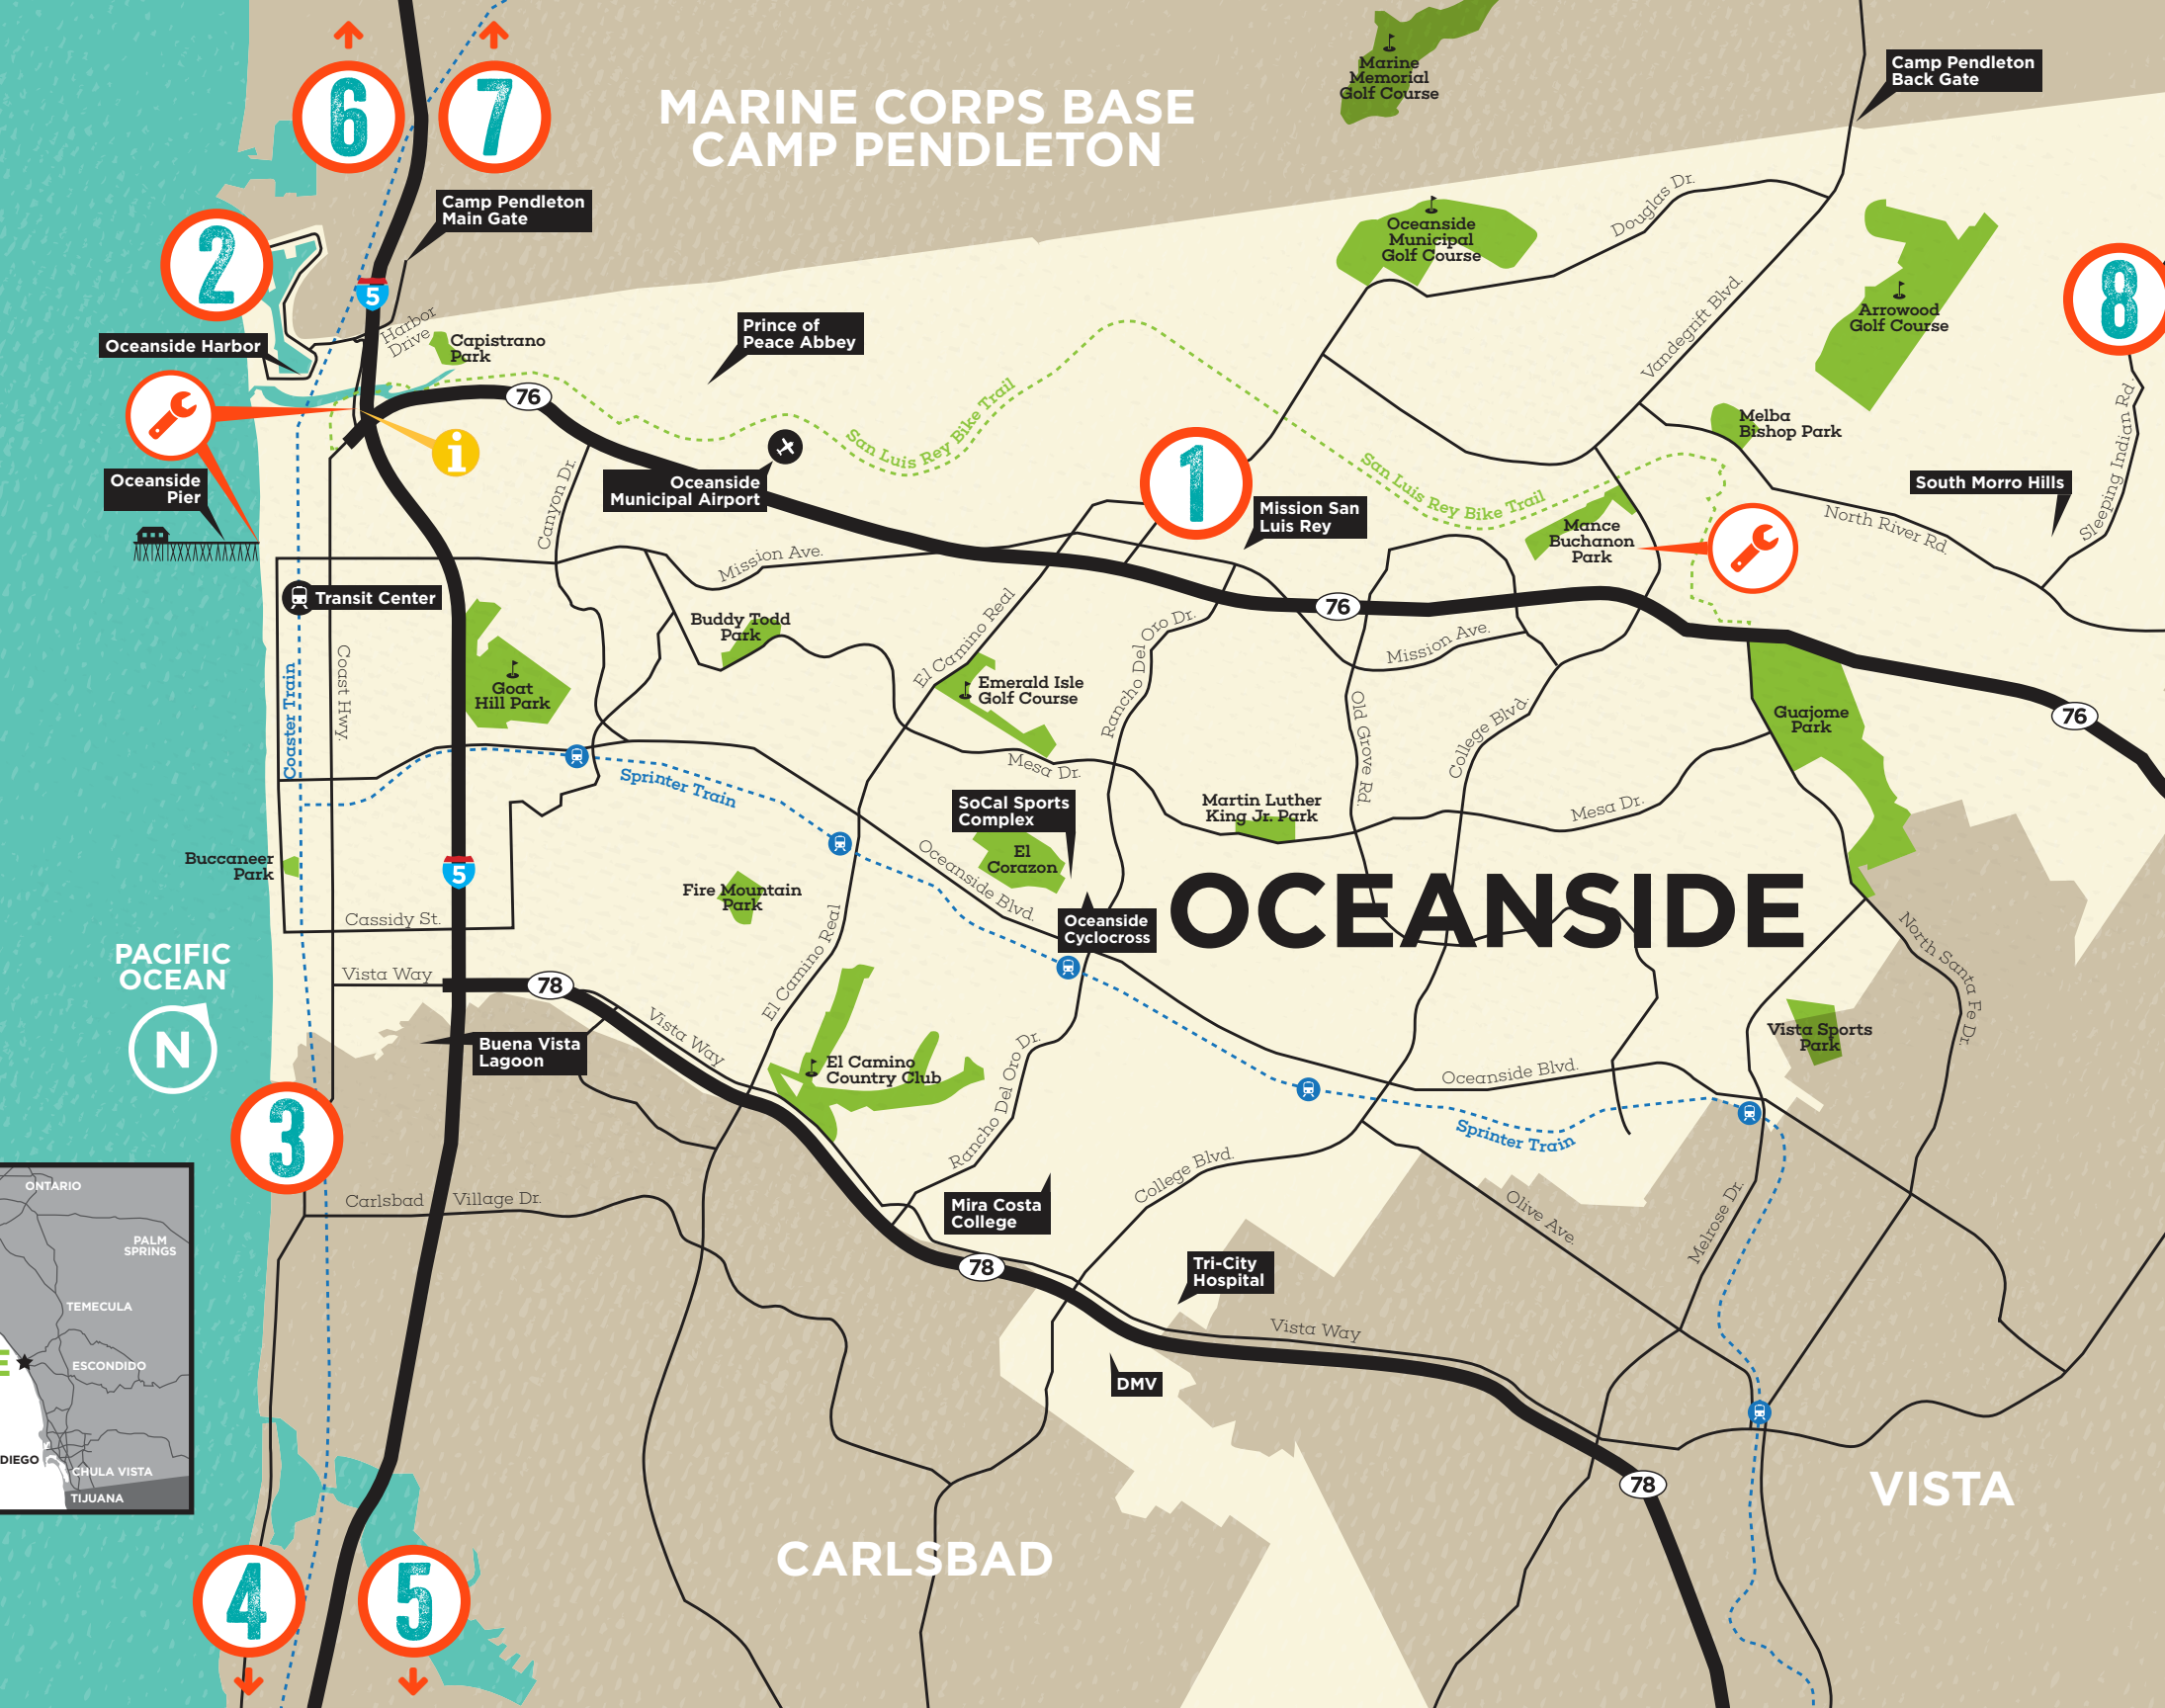 6
7
MARINE CORPS BASE
CAMP PENDLETON
Marine
Memorial
Golf Course
Camp Pendleton
Back Gate
Camp Pendleton
Main Gate
2
5
Harbor
Drive
Oceanside Harbor
Capistrano
Park
Prince of
Peace Abbey
Oceanside
Municipal
Golf Course
Douglas Dr.
Vandegrift Blvd.
Arrowood
Golf Course
8
76
San Luis Rey Bike Trail
i
Oceanside
Pier
Canyon Dr.
Oceanside
Municipal Airport
1
Mission San
Luis Rey
San Luis Rey Bike Trail
Melba
Bishop Park
Mance
Buchanon
Park
South Morro Hills
North River Rd.
Sleeping Indian Rd.
Transit Center
Mission Ave.
Buddy Todd
Park
El Camino Real
Rancho Del Oro Dr.
76
Mission Ave.
Coaster Train
Coast Hwy.
Goat
Hill Park
Emerald Isle
Golf Course
Old Grove Rd.
College Blvd.
Guajome
Park
76
Sprinter Train
Mesa Dr.
SoCal Sports
Complex
Martin Luther
King Jr. Park
Mesa Dr.
Buccaneer
Park
5
El
Corazon
Oceanside Blvd.
Fire Mountain
Park
OCEANSIDE
Cassidy St.
Oceanside
Cyclocross
North Santa Fe Dr.
PACIFIC
OCEAN
N
Vista Way
78
El Camino Real
Buena Vista
Lagoon
Vista Way
El Camino
Country Club
Rancho Del Oro Dr.
Vista Sports
Park
Oceanside Blvd.
Sprinter Train
3
Carlsbad
Village Dr.
Mira Costa
College
College Blvd.
Olive Ave.
Melrose Dr.
78
Tri-City
Hospital
Vista Way
DMV
ONTARIO
PALM
SPRINGS
TEMECULA
E
ESCONDIDO
DIEGO
CHULA VISTA
TIJUANA
78
VISTA
CARLSBAD
4
5